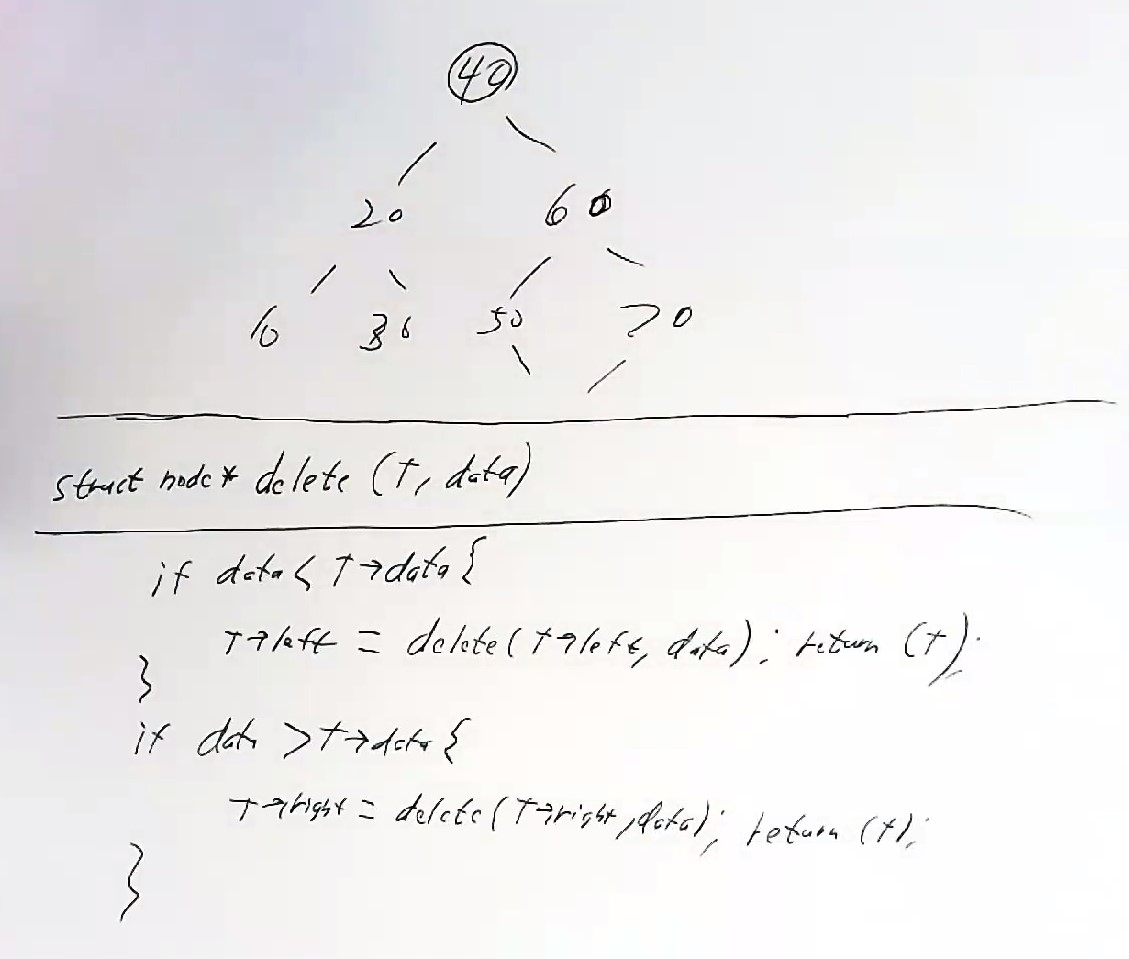 40
20 60
10 30 50 70
struct node* delete (T, data)
if data < T→data {
T→left = delete(T→left, data); return (T);
}
if data > T→data {
T→right = delete(T→right, data); return (T);
}